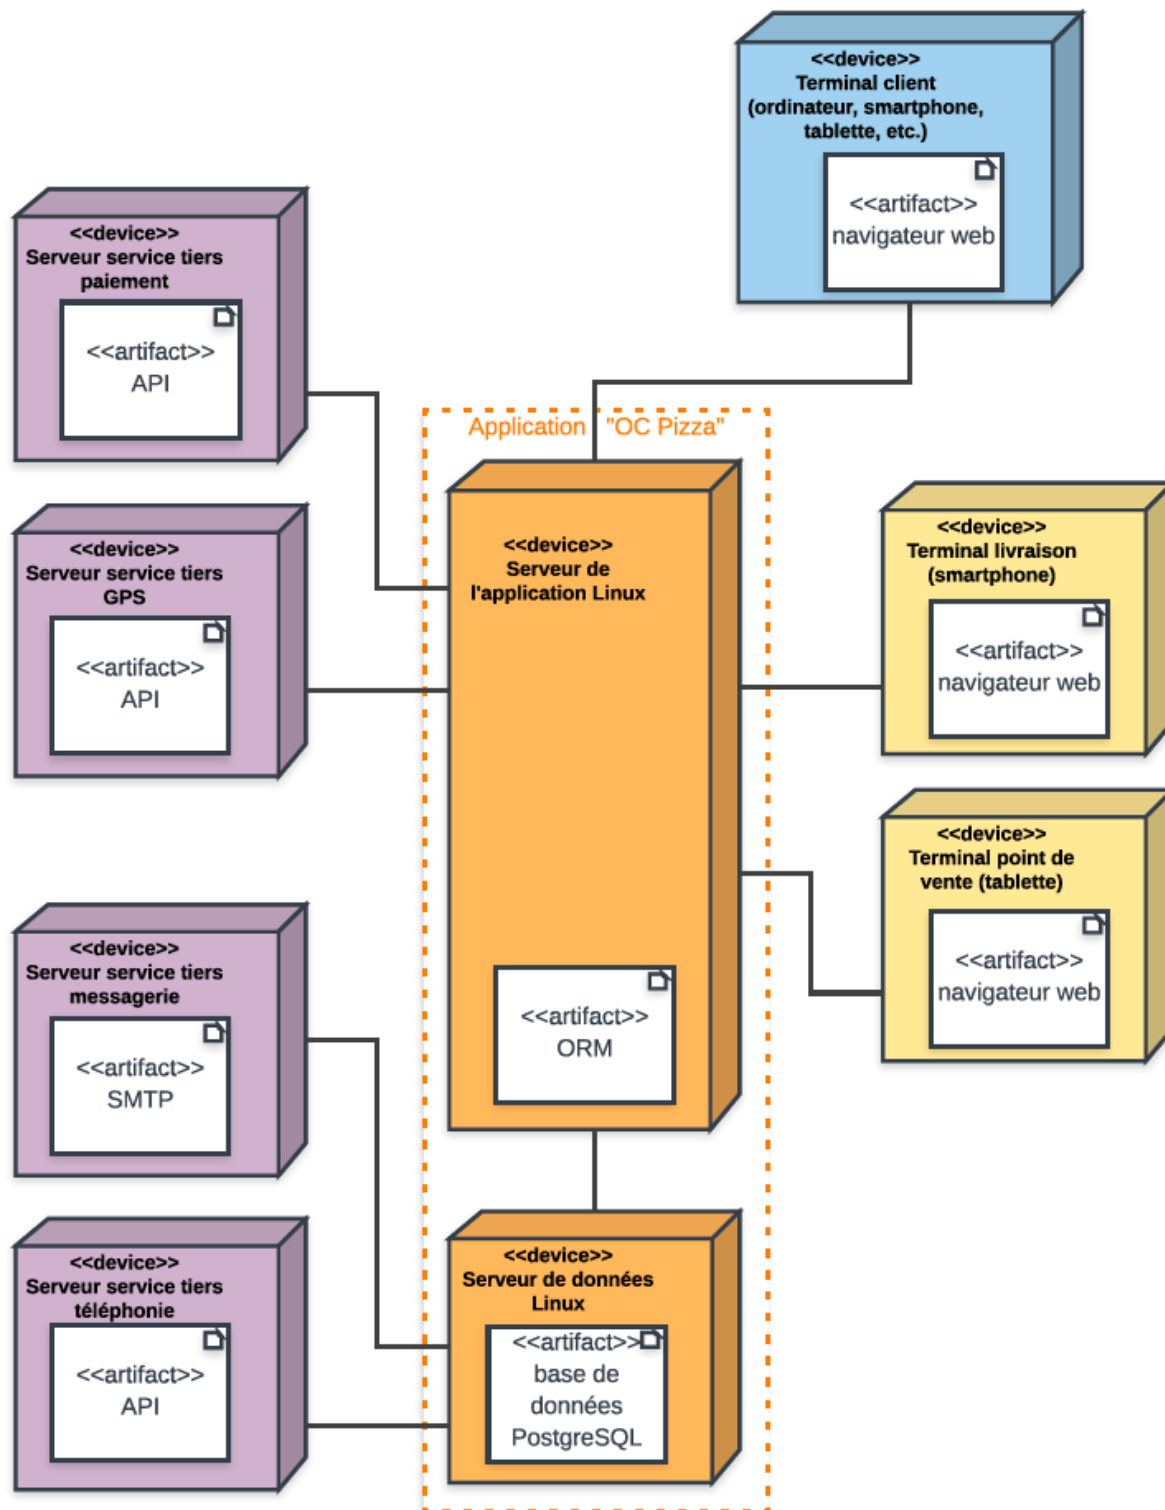 <<device>>
Terminal client
(ordinateur, smartphone,
tablette, etc.)
<<artifact>>
navigateur web
<<device>>
Serveur service tiers
paiement
<<artifact>>
API
<<device>>
Serveur service tiers
GPS
<<artifact>>
API
<<device>>
Serveur service tiers
messagerie
<<artifact>>
SMTP
<<device>>
Serveur service tiers
téléphonie
<<artifact>>
API
Application "OC Pizza"
<<device>>
Serveur de
l'application Linux
<<artifact>>
ORM
<<device>>
Serveur de données
Linux
<<artifact>>
base de
données
PostgreSQL
<<device>>
Terminal livraison
(smartphone)
<<artifact>>
navigateur web
<<device>>
Terminal point de
vente (tablette)
<<artifact>>
navigateur web